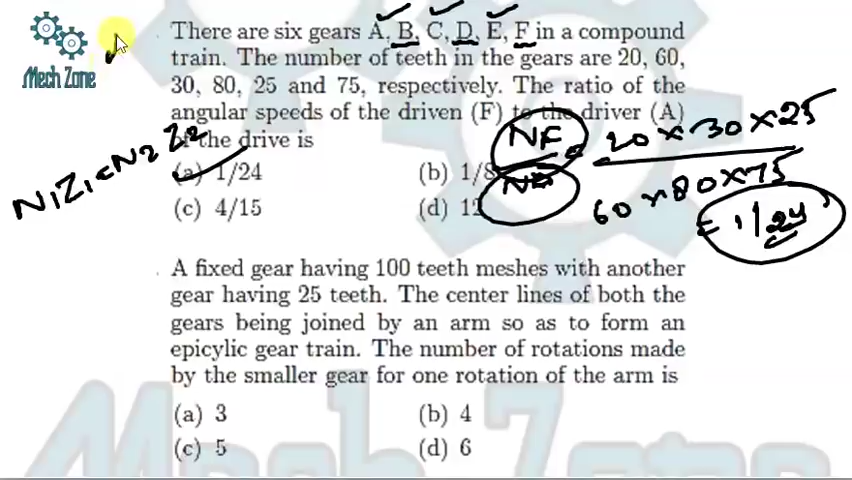 Mech Zone
There are six gears A, B, C, D, E, F in a compound
train. The number of teeth in the gears are 20, 60,
30, 80, 25 and 75, respectively. The ratio of the
angular speeds of the driven (F) to the driver (A)
of the drive is
(a) 1/24
(b) 1/8
(c) 4/15
(d) 12
N1Z1=N2Z2
NF
= 20×30×25
60×80×75
= 1/24
A fixed gear having 100 teeth meshes with another
gear having 25 teeth. The center lines of both the
gears being joined by an arm so as to form an
epicylic gear train. The number of rotations made
by the smaller gear for one rotation of the arm is
(a) 3
(b) 4
(c) 5
(d) 6